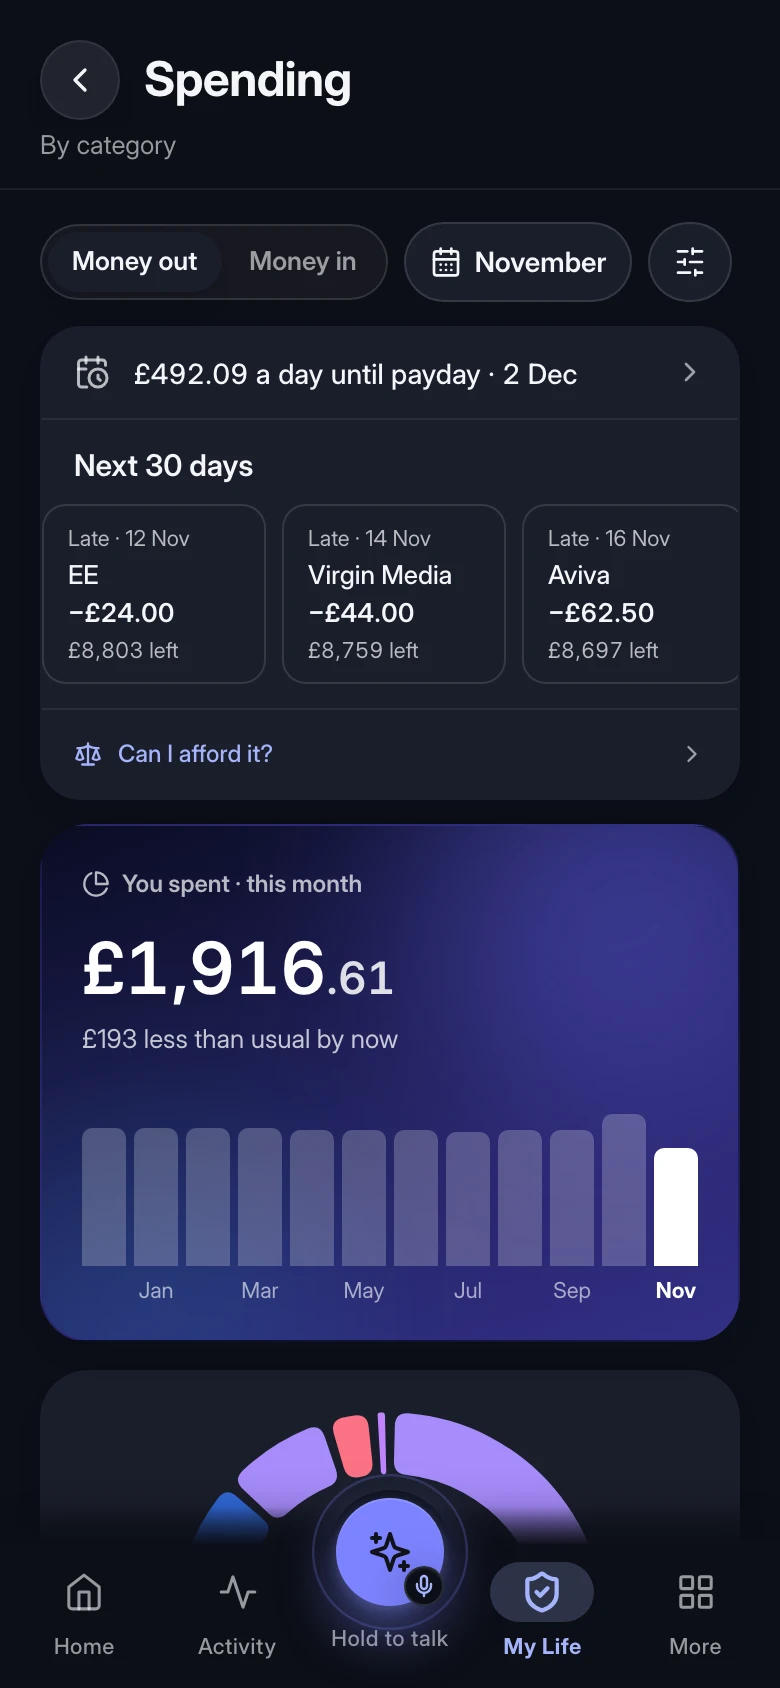 Spending
By category
Money out
Money in
November
£492.09 a day until payday · 2 Dec
Next 30 days
Late · 12 Nov
EE
−£24.00
£8,803 left
Late · 14 Nov
Virgin Media
−£44.00
£8,759 left
Late · 16 Nov
Aviva
−£62.50
£8,697 left
Can I afford it?
You spent · this month
£1,916.61
£193 less than usual by now
Jan Mar May Jul Sep Nov
Home
Activity
Hold to talk
My Life
More